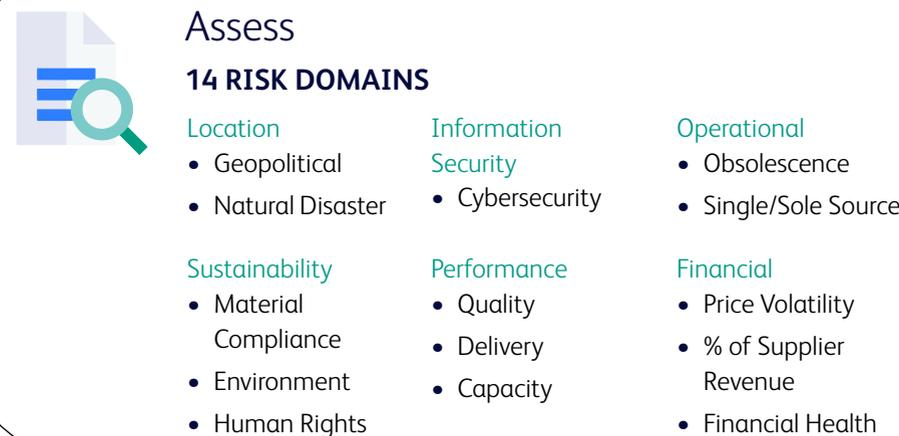 Assess
14 RISK DOMAINS
Location
• Geopolitical
• Natural Disaster
Information
Security
• Cybersecurity
Operational
• Obsolescence
• Single/Sole Source
Sustainability
• Material
Compliance
• Environment
• Human Rights
Performance
• Quality
• Delivery
• Capacity
Financial
• Price Volatility
• % of Supplier
Revenue
• Financial Health